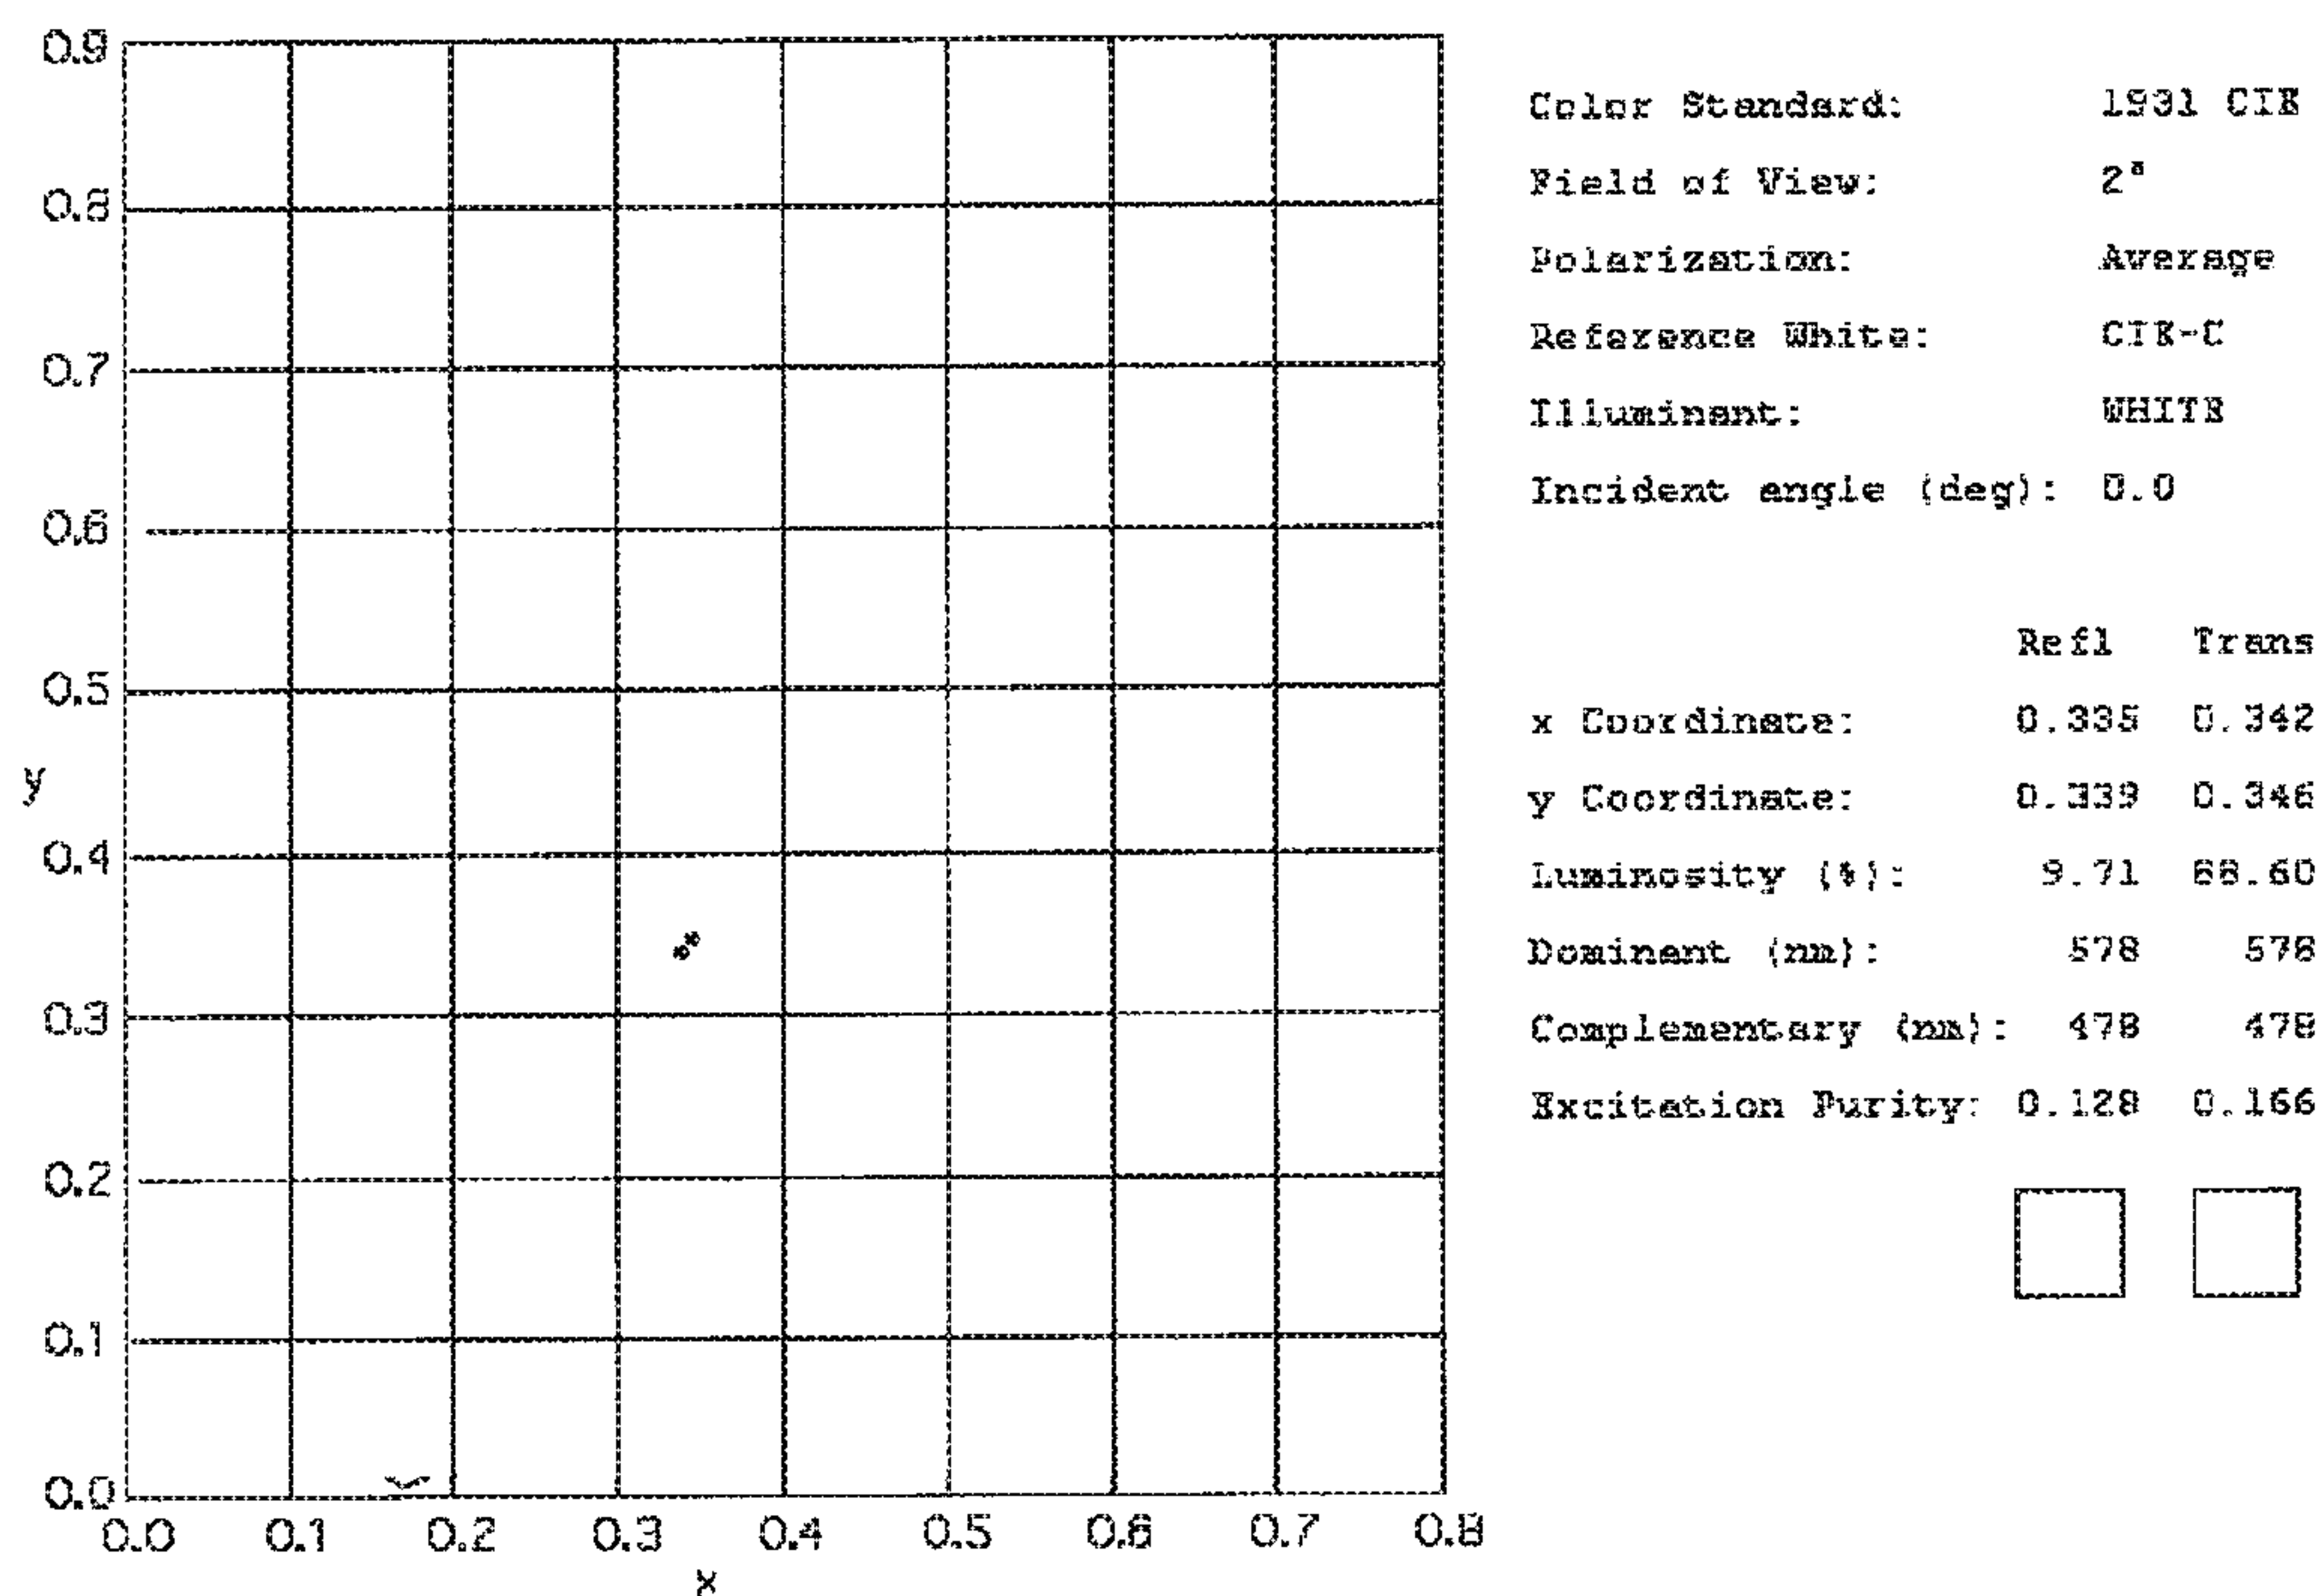 0.9
0.8
0.7
0.6
0.5
y
0.4
0.3
0.2
0.1
0.0
0.0 0.1 0.2 0.3 0.4 0.5 0.6 0.7 0.8
x
Color Standard: 1931 CIE
Field of View: 2°
Polarization: Average
Reference White: CIE-C
Illuminant: WHITE
Incident angle (deg): 0.0
Refl Trans
x Coordinate: 0.335 0.342
y Coordinate: 0.339 0.346
Luminosity (%): 9.71
Dominant (nm): 578 578
Complementary (nm): 478 478
Excitation Purity: 0.128 0.166